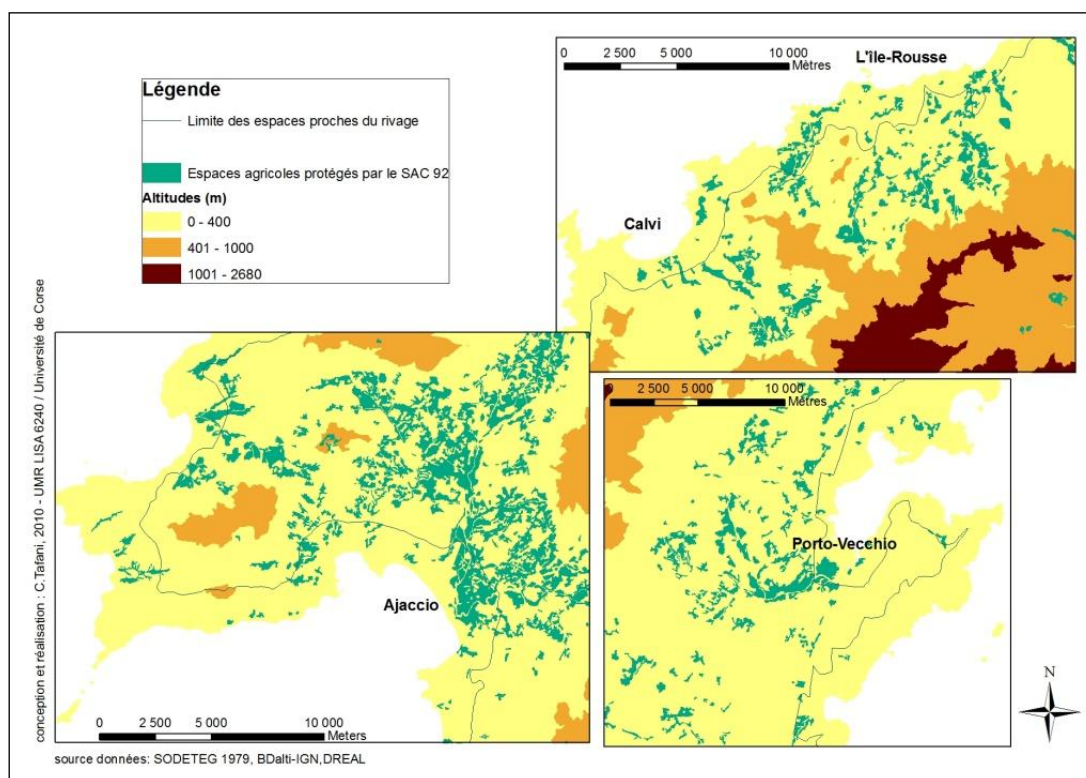 Légende
Limite des espaces proches du rivage
Espaces agricoles protégés par le SAC 92
Altitudes (m)
0 - 400
401 - 1000
1001 - 2680
0 2 500 5 000 10 000
Mètres
L'île-Rousse
Calvi
Ajaccio
0 2 500 5 000 10 000
Meters
0 2 500 5 000 10 000
Mètres
Porto-Vecchio
N
conception et réalisation : C.Tafani, 2010 - UMR LISA 6240 / Université de Corse
source données: SODETEG 1979, BDalti-IGN,DREAL